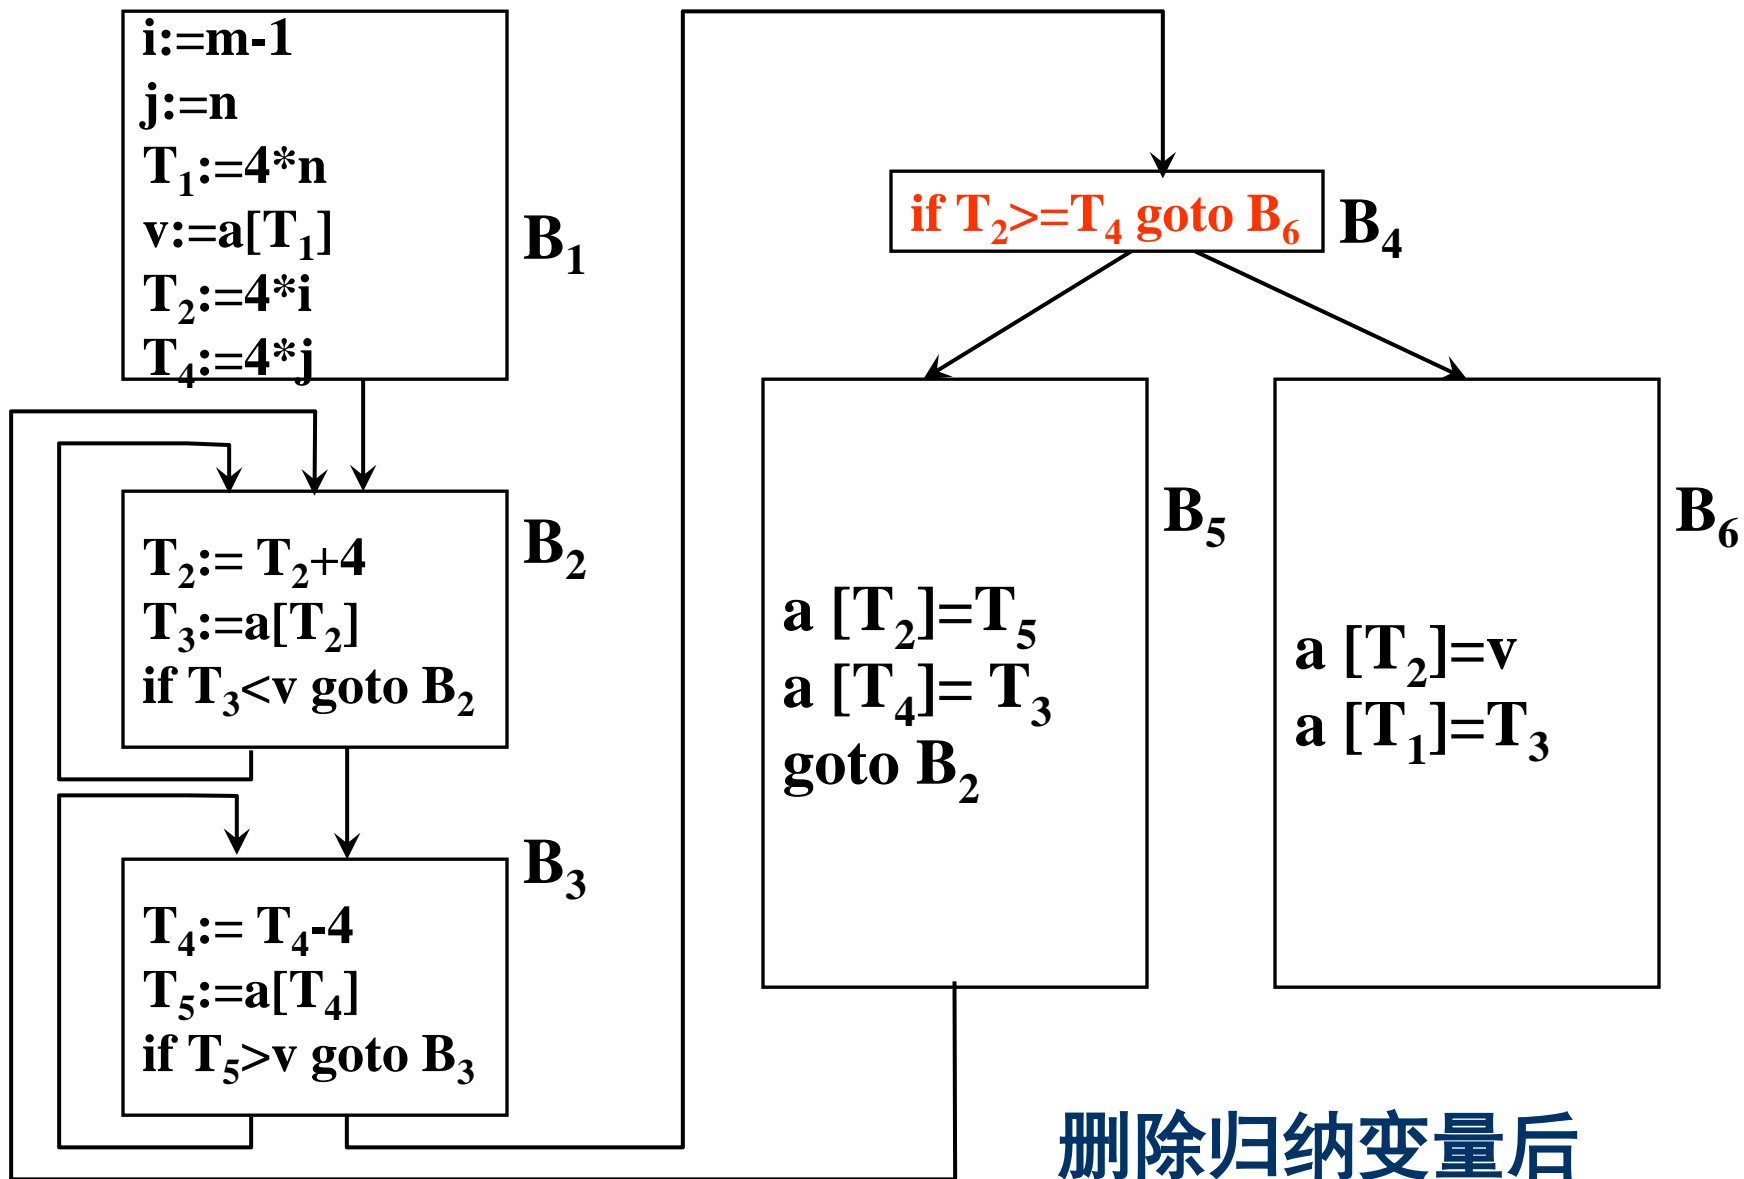 i:=m-1
j:=n
T₁:=4*n
v:=a[T₁]
T₂:=4*i
T₄:=4*j
B₁
T₂:= T₂+4
T₃:=a[T₂]
if T₃<v goto B₂
B₂
T₄:= T₄-4
T₅:=a[T₄]
if T₅>v goto B₃
B₃
if T₂>=T₄ goto B₆
B₄
a [T₂]=T₅
a [T₄]= T₃
goto B₂
B₅
a [T₂]=v
a [T₁]=T₃
B₆
删除归纳变量后